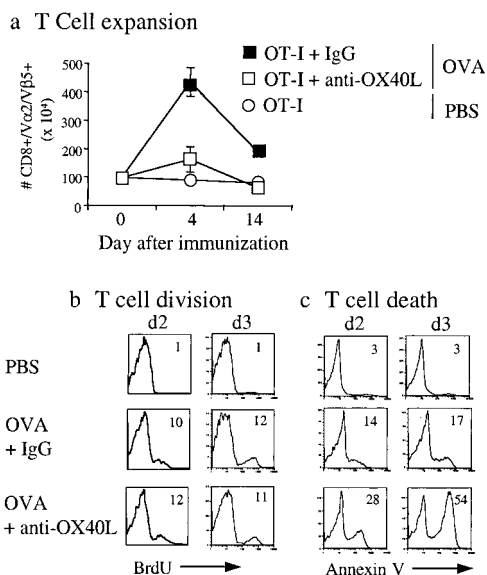 a T Cell expansion
■ OT-I + IgG
□ OT-I + anti-OX40L
○ OT-I
OVA
PBS
# CD8+/Vα2/Vβ5+
(x 10⁴)
500
400
300
200
100
0
0 4 14
Day after immunization
b T cell division
c T cell death
d2 d3 d2 d3
PBS
1 1 3 3
OVA
+ IgG
10 12 14 17
OVA
+ anti-OX40L
12 11 28 54
BrdU
Annexin V